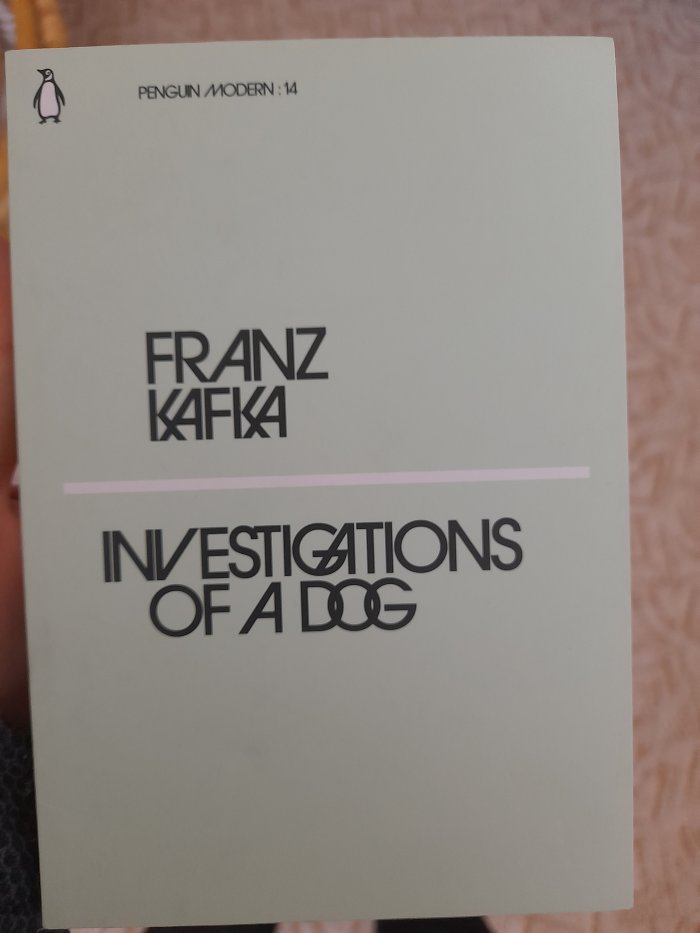 PENGUIN MODERN : 14
FRANZ
KAFKA
INVESTIGATIONS
OF A DOG